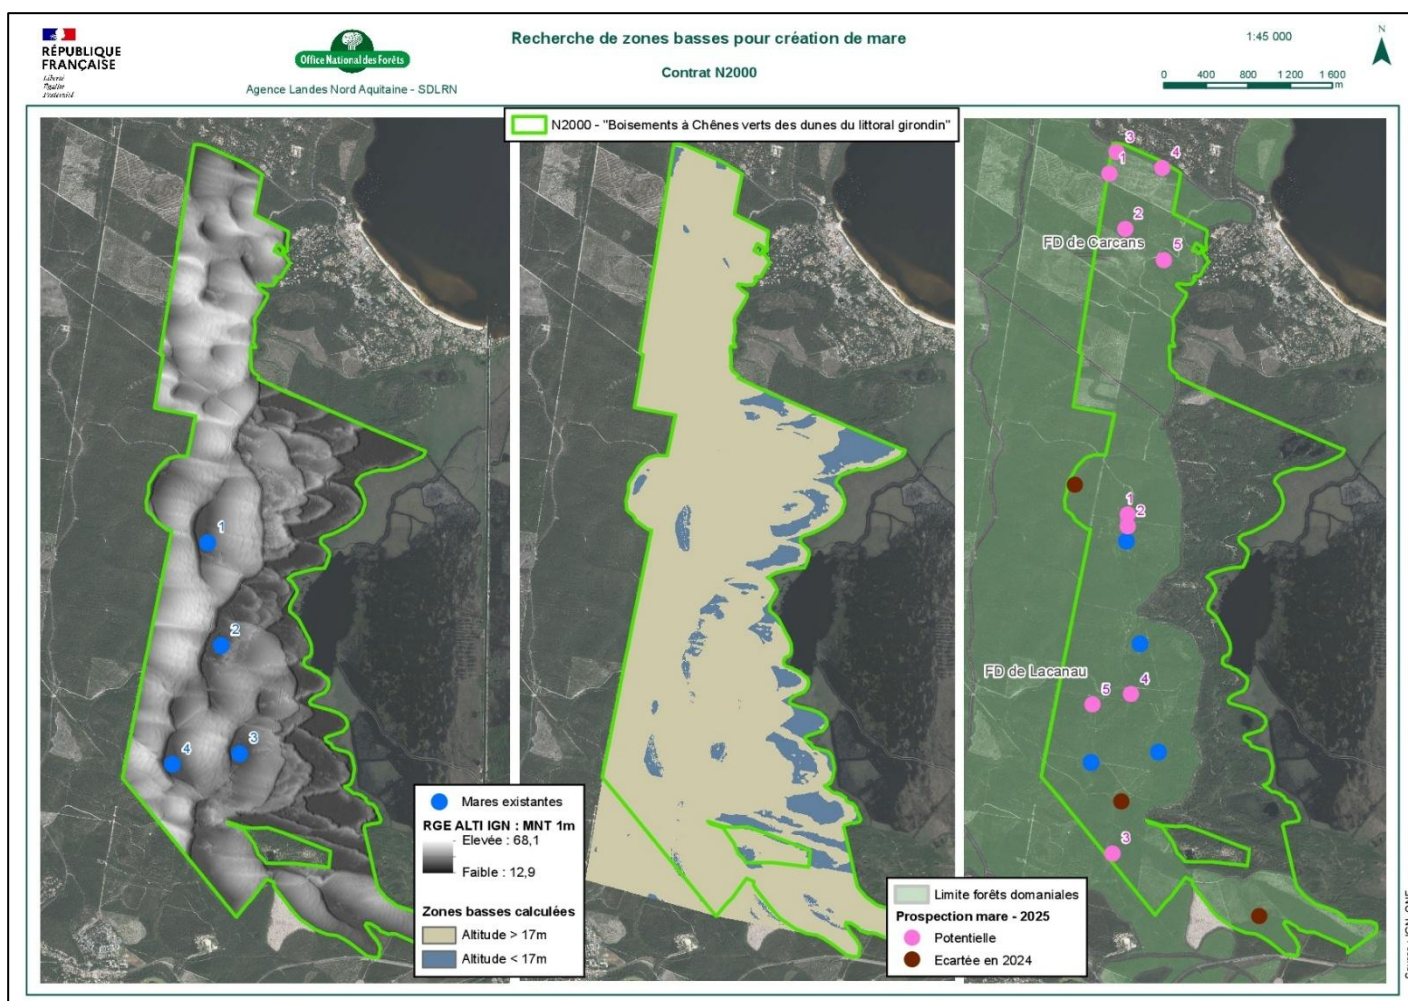 RÉPUBLIQUE
FRANÇAISE
Liberté
Égalité
Fraternité
Office National des Forêts
Agence Landes Nord Aquitaine - SDLRN
Recherche de zones basses pour création de mare
Contrat N2000
1:45 000
N
0 400 800 1 200 1 600
m
N2000 - "Boisements à Chênes verts des dunes du littoral girondin"
1
2
3
4
Mares existantes
RGE ALTI IGN : MNT 1m
Elevée : 68,1
Faible : 12,9
Zones basses calculées
Altitude > 17m
Altitude < 17m
3
1
4
2
FD de Carcans
5
1
2
FD de Lacanau
5
4
3
Limite forêts domaniales
Prospection mare - 2025
Potentielle
Ecartée en 2024